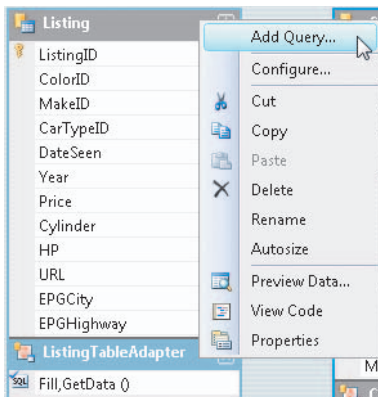 Listing
ListingID
ColorID
MakeID
CarTypeID
DateSeen
Year
Price
Cylinder
HP
URL
EPGCity
EPGHighway
ListingTableAdapter
SQL
Fill,GetData ()
Add Query...
Configure...
Cut
Copy
Paste
Delete
Rename
Autosize
Preview Data...
View Code
Properties
M